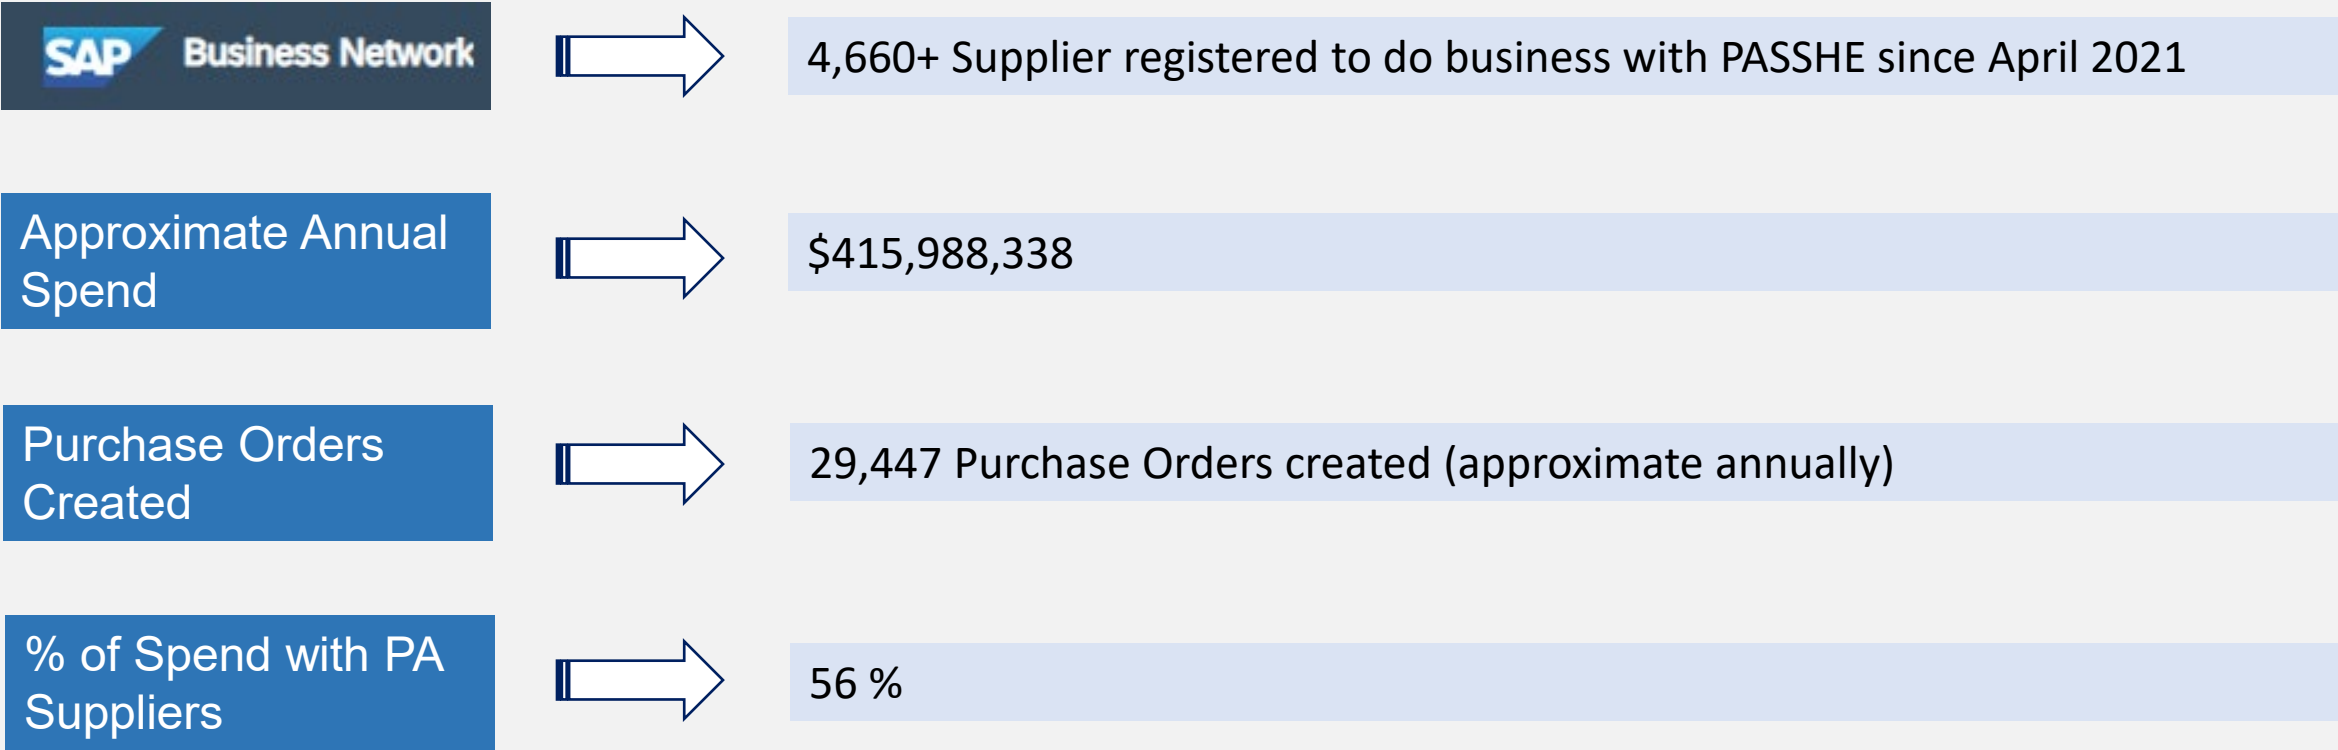 SAP Business Network
4,660+ Supplier registered to do business with PASSHE since April 2021
Approximate Annual
Spend
$415,988,338
Purchase Orders
Created
29,447 Purchase Orders created (approximate annually)
% of Spend with PA
Suppliers
56 %